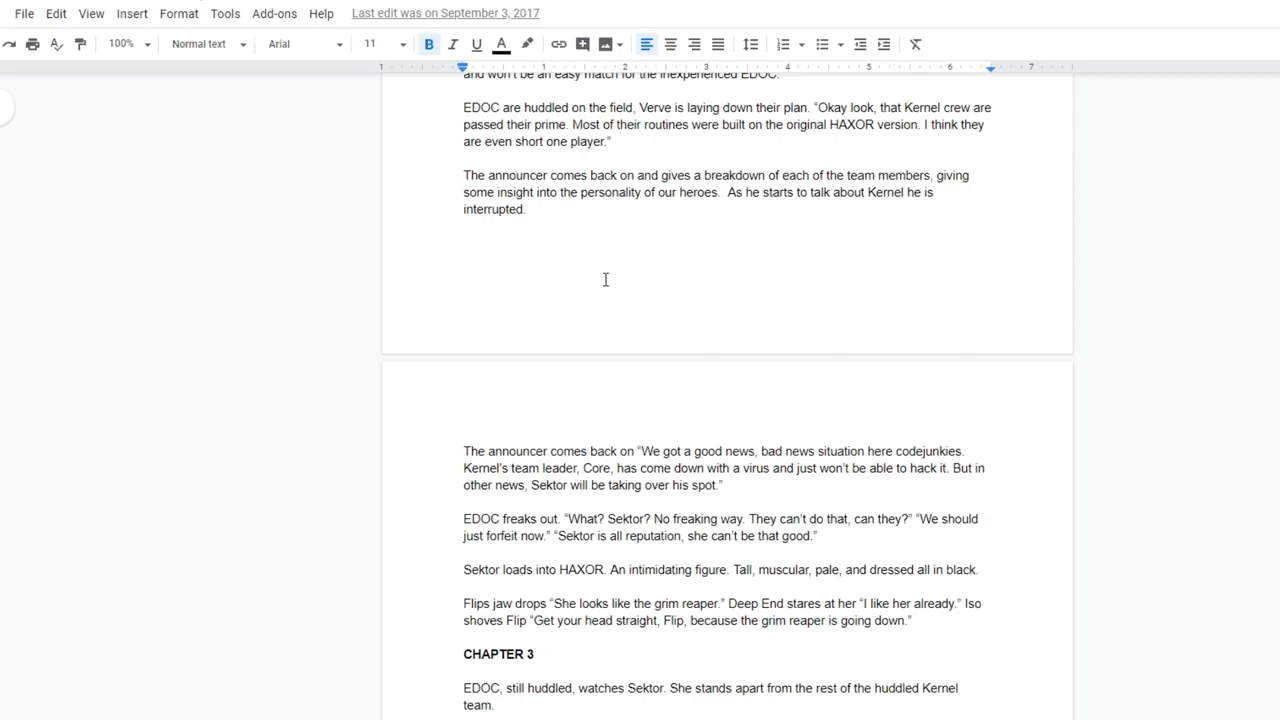 File Edit View Insert Format Tools Add-ons Help Last edit was on September 3, 2017
100% Normal text Arial 11 B I U A
1 1 2 3 4 5 6 7
and won't be an easy match for the inexperienced EDOC.
EDOC are huddled on the field, Verve is laying down their plan. “Okay look, that Kernel crew are
passed their prime. Most of their routines were built on the original HAXOR version. I think they
are even short one player.”
The announcer comes back on and gives a breakdown of each of the team members, giving
some insight into the personality of our heroes.  As he starts to talk about Kernel he is
interrupted.
The announcer comes back on “We got a good news, bad news situation here codejunkies.
Kernel's team leader, Core, has come down with a virus and just won't be able to hack it. But in
other news, Sektor will be taking over his spot.”
EDOC freaks out. “What? Sektor? No freaking way. They can't do that, can they?” “We should
just forfeit now.” “Sektor is all reputation, she can't be that good.”
Sektor loads into HAXOR. An intimidating figure. Tall, muscular, pale, and dressed all in black.
Flips jaw drops “She looks like the grim reaper.” Deep End stares at her “I like her already.” Iso
shoves Flip “Get your head straight, Flip, because the grim reaper is going down.”
CHAPTER 3
EDOC, still huddled, watches Sektor. She stands apart from the rest of the huddled Kernel
team.